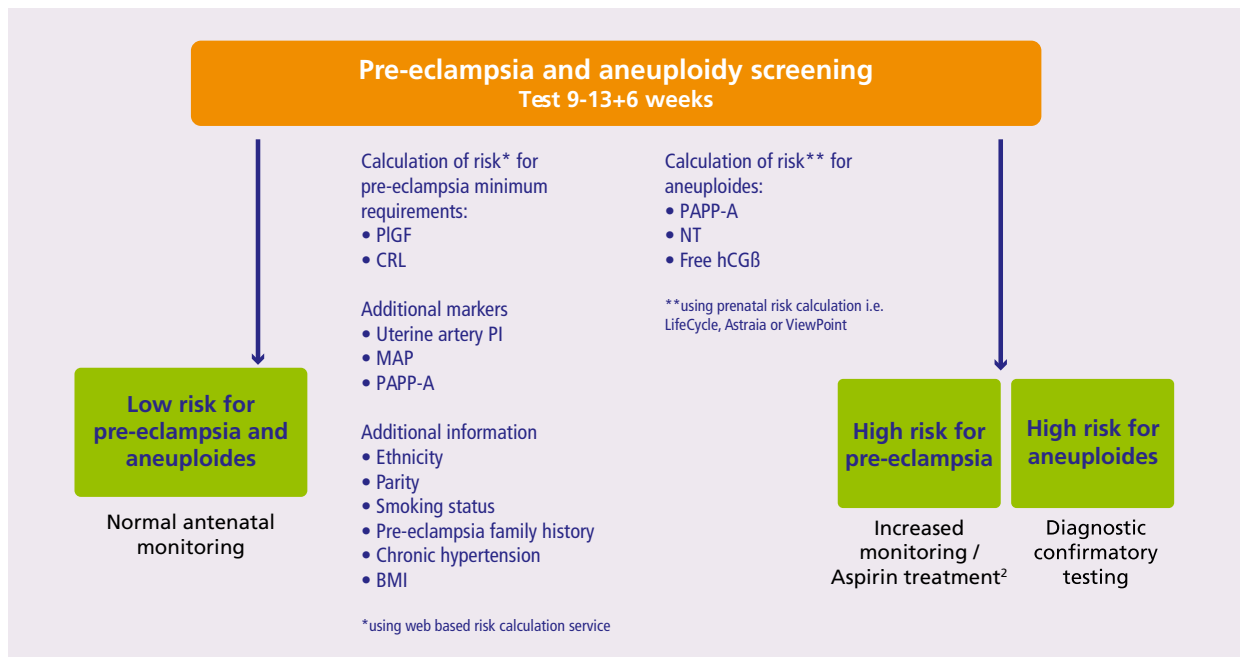 Pre-eclampsia and aneuploidy screening
Test 9-13+6 weeks
Calculation of risk* for
pre-eclampsia minimum
requirements:
• PlGF
• CRL
Additional markers
• Uterine artery PI
• MAP
• PAPP-A
Additional information
• Ethnicity
• Parity
• Smoking status
• Pre-eclampsia family history
• Chronic hypertension
• BMI
*using web based risk calculation service
Calculation of risk** for
aneuploides:
• PAPP-A
• NT
• Free hCGß
**using prenatal risk calculation i.e.
LifeCycle, Astraia or ViewPoint
Low risk for
pre-eclampsia and
aneuploides
Normal antenatal
monitoring
High risk for
pre-eclampsia
Increased
monitoring /
Aspirin treatment²
High risk for
aneuploides
Diagnostic
confirmatory
testing